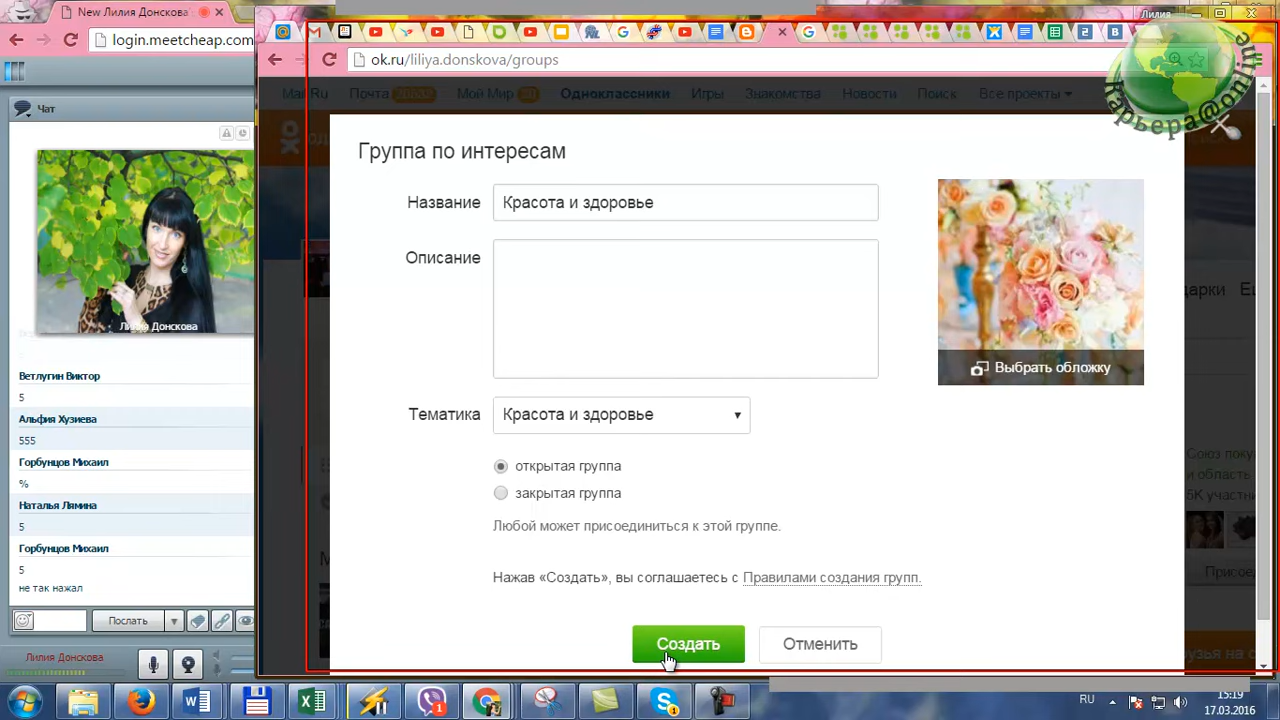 New Лилия Донскова
Лилия
login.meetcheap.com
ok.ru/liliya.donskova/groups
Карьера@online
Почта
Мой Мир
Одноклассники
Игры
Знакомства
Новости
Поиск
Все проекты
Чат
Лилия Донскова
Ветлугин Виктор
5
Альфия Хузиева
555
Горбунцов Михаил
%
Наталья Лямина
5
Горбунцов Михаил
5
не так нажал
Послать
Лилия Донскова
Группа по интересам
Название Красота и здоровье
Описание
Выбрать обложку
Тематика Красота и здоровье
открытая группа
закрытая группа
Любой может присоединиться к этой группе.
Нажав «Создать», вы соглашаетесь с Правилами создания групп.
Создать Отменить
и область
5К участни
RU
15:19
17.03.2016